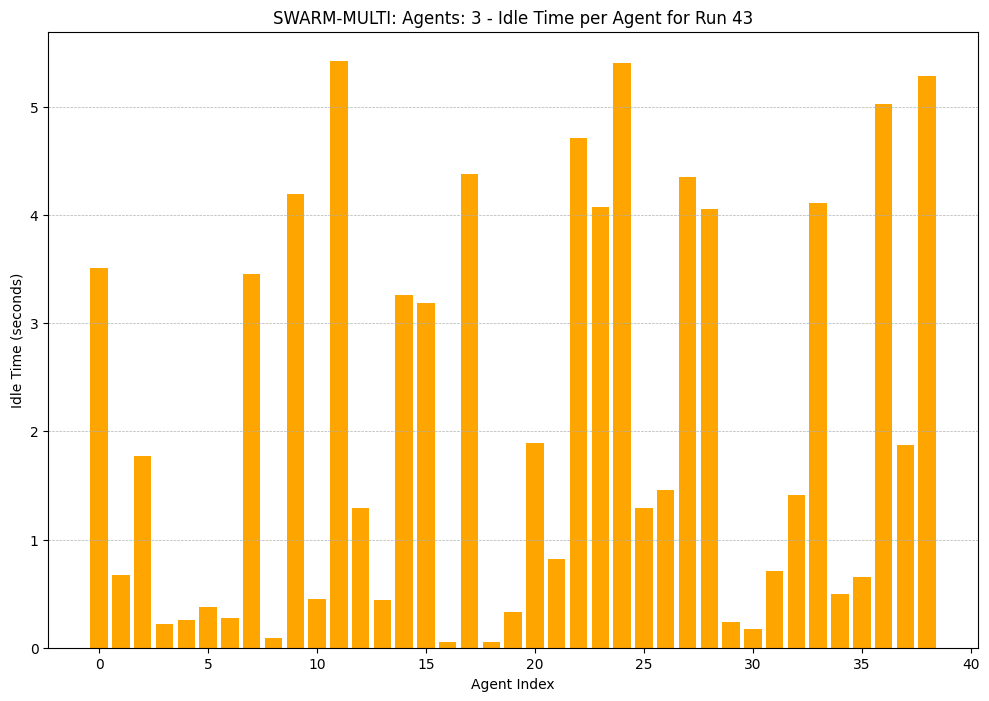 SWARM-MULTI: Agents: 3 - Idle Time per Agent for Run 43
Idle Time (seconds)
5
4
3
2
1
0
0 5 10 15 20 25 30 35 40
Agent Index